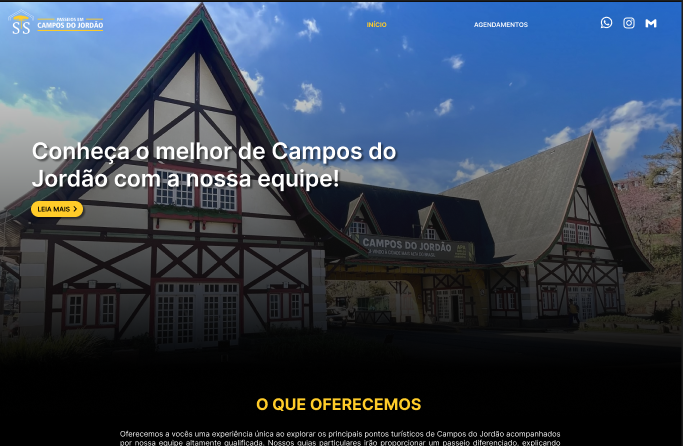 PASSEIOS EM
SS CAMPOS DO JORDÃO
INÍCIO
AGENDAMENTOS
Conheça o melhor de Campos do
Jordão com a nossa equipe!
LEIA MAIS
CAMPOS DO JORDÃO
O QUE OFERECEMOS
Oferecemos a vocês uma experiência única ao explorar os principais pontos turísticos de Campos do Jordão acompanhados
por nossa equipe altamente qualificada. Nossos guias particulares irão proporcionar um passeio diferenciado, explicando